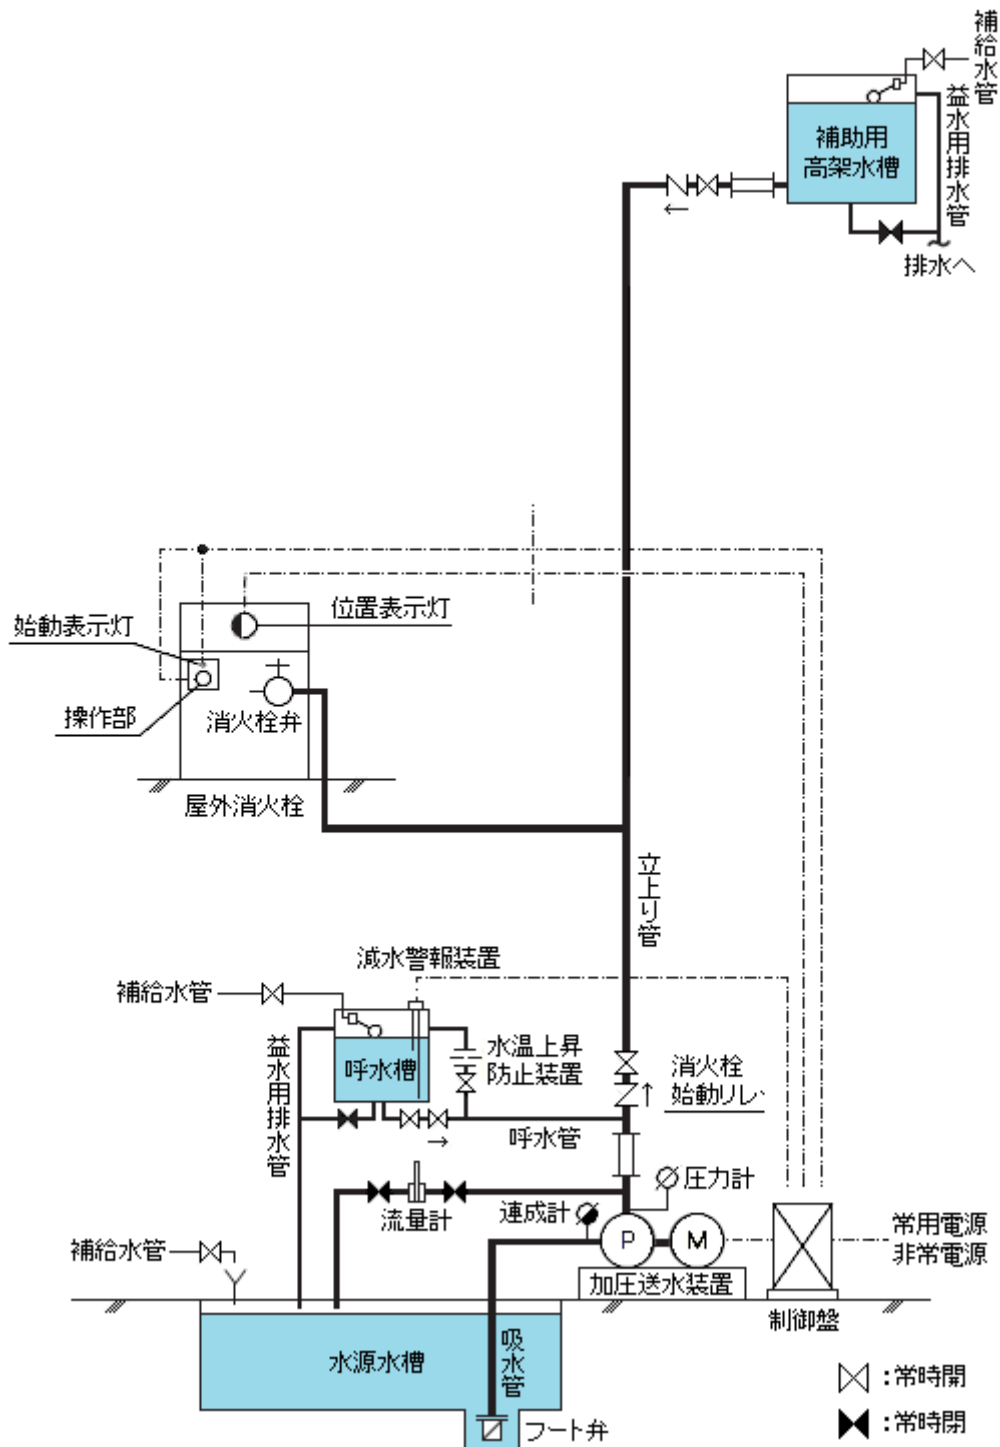 補給水管
益水用排水管
補助用
高架水槽
排水へ
位置表示灯
始動表示灯
操作部
消火栓弁
屋外消火栓
立上り管
減水警報装置
補給水管
益水用排水管
呼水槽
水温上昇
防止装置
消火栓
始動リレ
呼水管
流量計
連成計
圧力計
P
M
常用電源
非常電源
補給水管
加圧送水装置
制御盤
水源水槽
吸水管
フート弁
:常時開
:常時閉